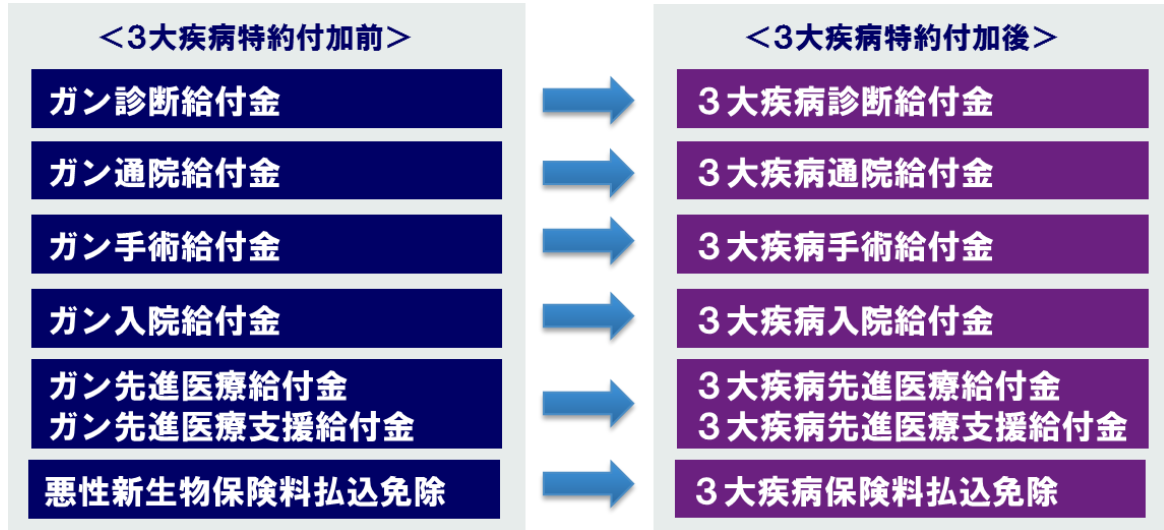 ＜3大疾病特約付加前＞
ガン診断給付金
ガン通院給付金
ガン手術給付金
ガン入院給付金
ガン先進医療給付金
ガン先進医療支援給付金
悪性新生物保険料払込免除
＜3大疾病特約付加後＞
３大疾病診断給付金
３大疾病通院給付金
３大疾病手術給付金
３大疾病入院給付金
３大疾病先進医療給付金
３大疾病先進医療支援給付金
３大疾病保険料払込免除